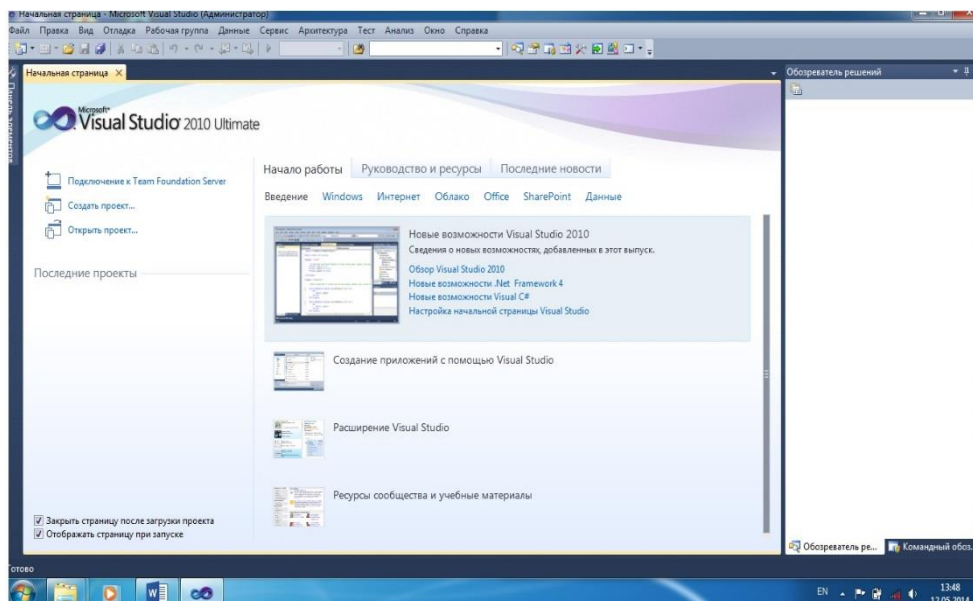 Начальная страница - Microsoft Visual Studio (Администратор)
Файл Правка Вид Отладка Рабочая группа Данные Сервис Архитектура Тест Анализ Окно Справка
Начальная страница
Обозреватель решений
Microsoft
Visual Studio 2010 Ultimate
Подключение к Team Foundation Server
Создать проект...
Открыть проект...
Последние проекты
Начало работы Руководство и ресурсы Последние новости
Введение Windows Интернет Облако Office SharePoint Данные
Новые возможности Visual Studio 2010
Сведения о новых возможностях, добавленных в этот выпуск.
Обзор Visual Studio 2010
Новые возможности .Net Framework 4
Новые возможности Visual C#
Настройка начальной страницы Visual Studio
Создание приложений с помощью Visual Studio
Расширение Visual Studio
Ресурсы сообщества и учебные материалы
Закрыть страницу после загрузки проекта
Отображать страницу при запуске
Обозреватель ре... Командный обоз...
Готово
EN 13:48
12.05.2014